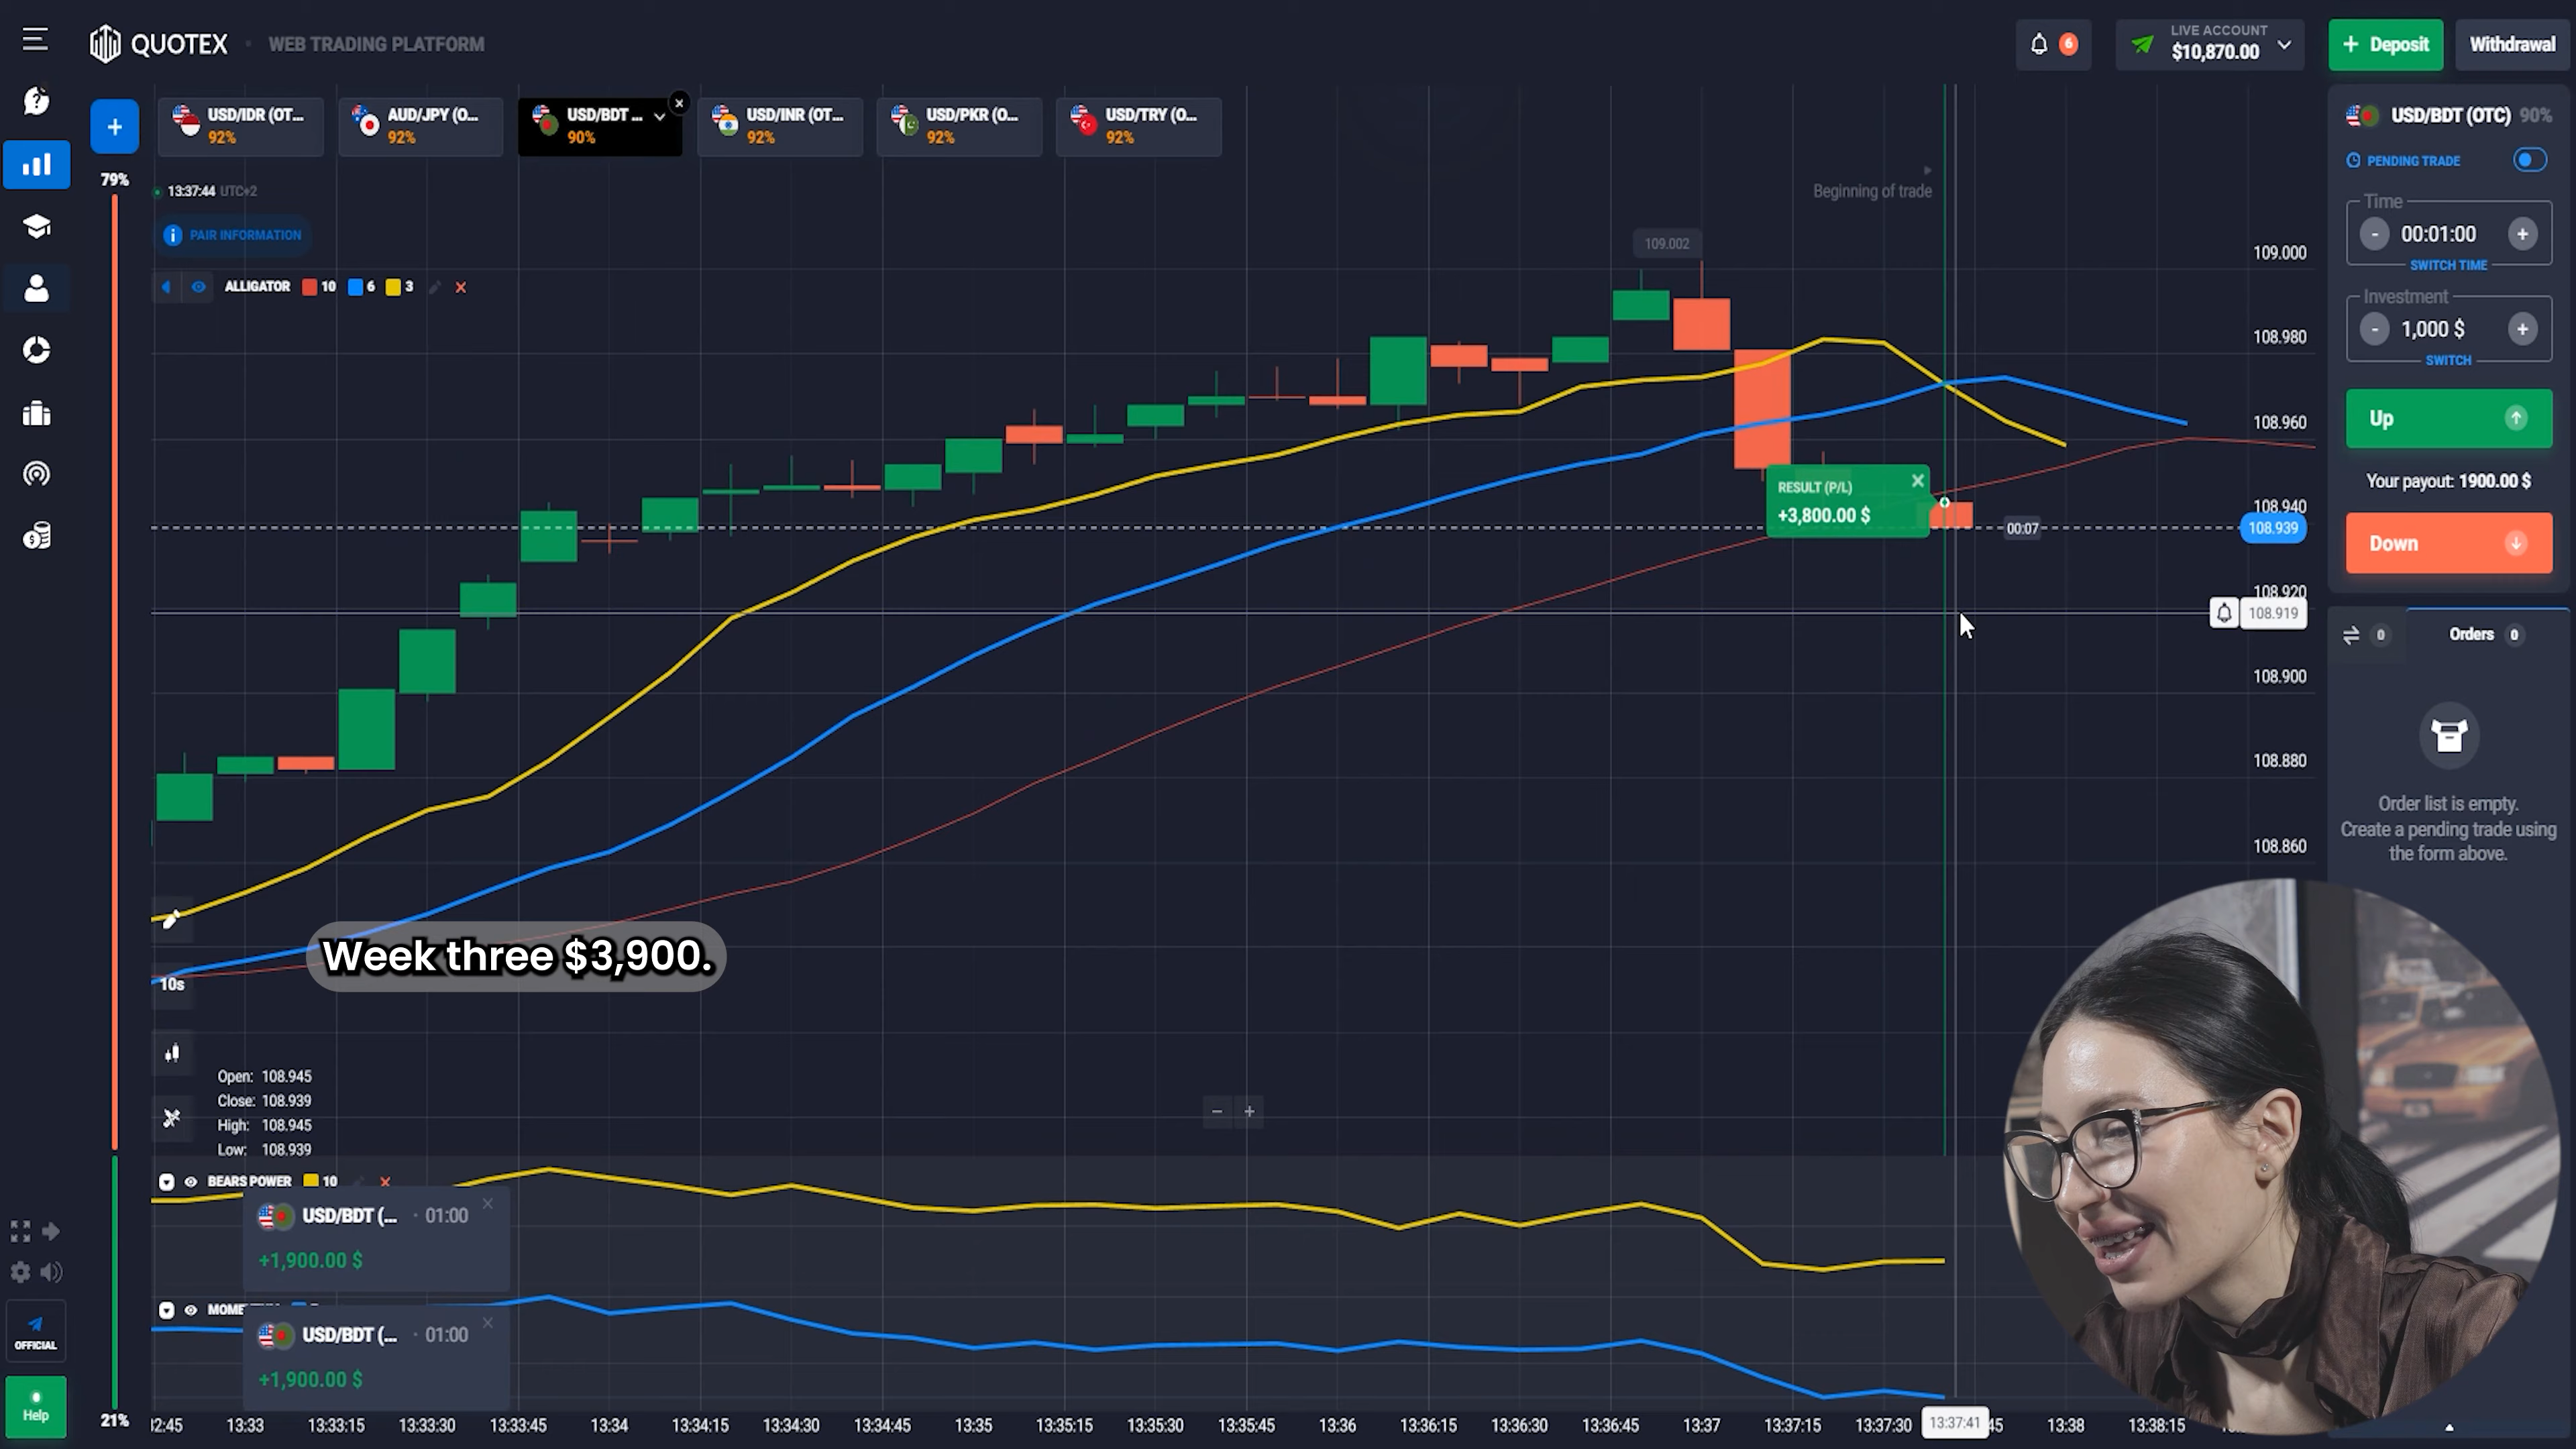 QUOTEX
WEB TRADING PLATFORM
6
LIVE ACCOUNT
$10,870.00
+ Deposit
Withdrawal
+
USD/IDR (OT...
92%
AUD/JPY (O...
92%
USD/BDT ...
90%
USD/INR (OT...
92%
USD/PKR (O...
92%
USD/TRY (O...
92%
79%
13:37:44 UTC+2
PAIR INFORMATION
ALLIGATOR 10 6 3
Beginning of trade
109.002
109.000
108.980
108.960
108.940
108.939
108.920
108.919
108.900
108.880
108.860
RESULT (P/L)
+3,800.00 $
00:07
USD/BDT (OTC) 90%
PENDING TRADE
Time
- 00:01:00 +
SWITCH TIME
Investment
- 1,000 $ +
SWITCH
Up
Your payout: 1900.00 $
Down
0
Orders 0
Order list is empty.
Create a pending trade using
the form above.
Week three $3,900.
10s
Open: 108.945
Close: 108.939
High: 108.945
Low: 108.939
− +
BEARS POWER 10
USD/BDT (... · 01:00
+1,900.00 $
USD/BDT (... · 01:00
+1,900.00 $
OFFICIAL
Help
21%
13:33
13:33:15
13:33:30
13:33:45
13:34
13:34:15
13:34:30
13:34:45
13:35
13:35:15
13:35:30
13:35:45
13:36
13:36:15
13:36:30
13:36:45
13:37
13:37:15
13:37:30
13:37:41
13:38
13:38:15